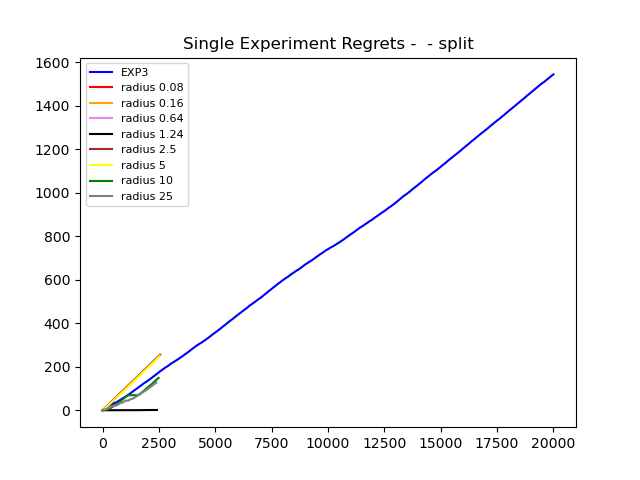 Single Experiment Regrets -  - split
1600
1400
1200
1000
800
600
400
200
0
EXP3
radius 0.08
radius 0.16
radius 0.64
radius 1.24
radius 2.5
radius 5
radius 10
radius 25
0 2500 5000 7500 10000 12500 15000 17500 20000